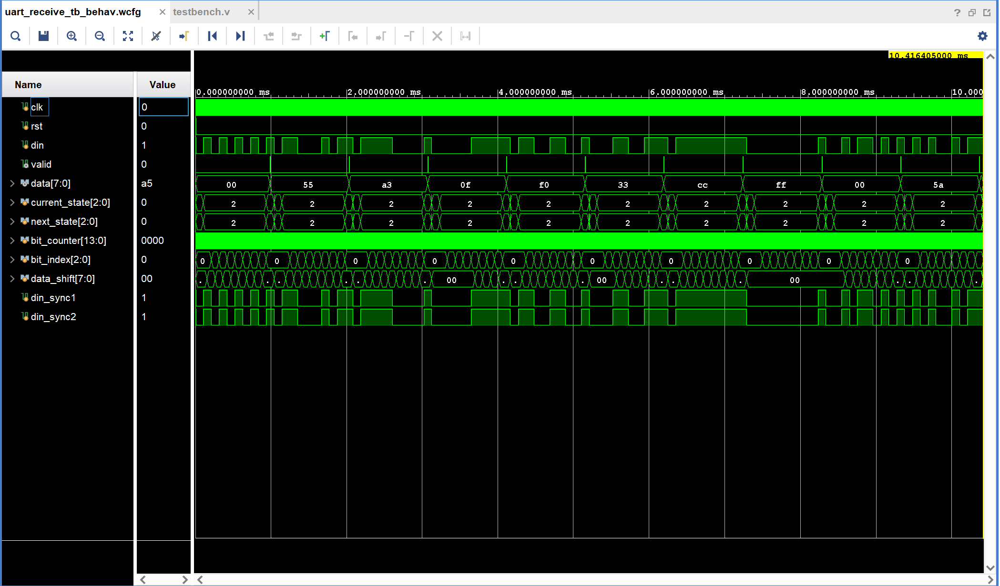 uart_receive_tb_behav.wcfg × testbench.v ×
?
10.416405000 ms
Name Value
0.000000000 ms 2.000000000 ms 4.000000000 ms 6.000000000 ms 8.000000000 ms 10.000
clk 0
rst 0
din 1
valid 0
data[7:0] a5 00 55 a3 0f f0 33 cc ff 00 5a
current_state[2:0] 0 2 2 2 2 2 2 2 2 2 2
next_state[2:0] 0 2 2 2 2 2 2 2 2 2 2
bit_counter[13:0] 0000
bit_index[2:0] 0 0 0 0 0 0 0 0 0 0 0
data_shift[7:0] 00 . . . . . . 00 . . . 00 . . . 00 . . .
din_sync1 1
din_sync2 1